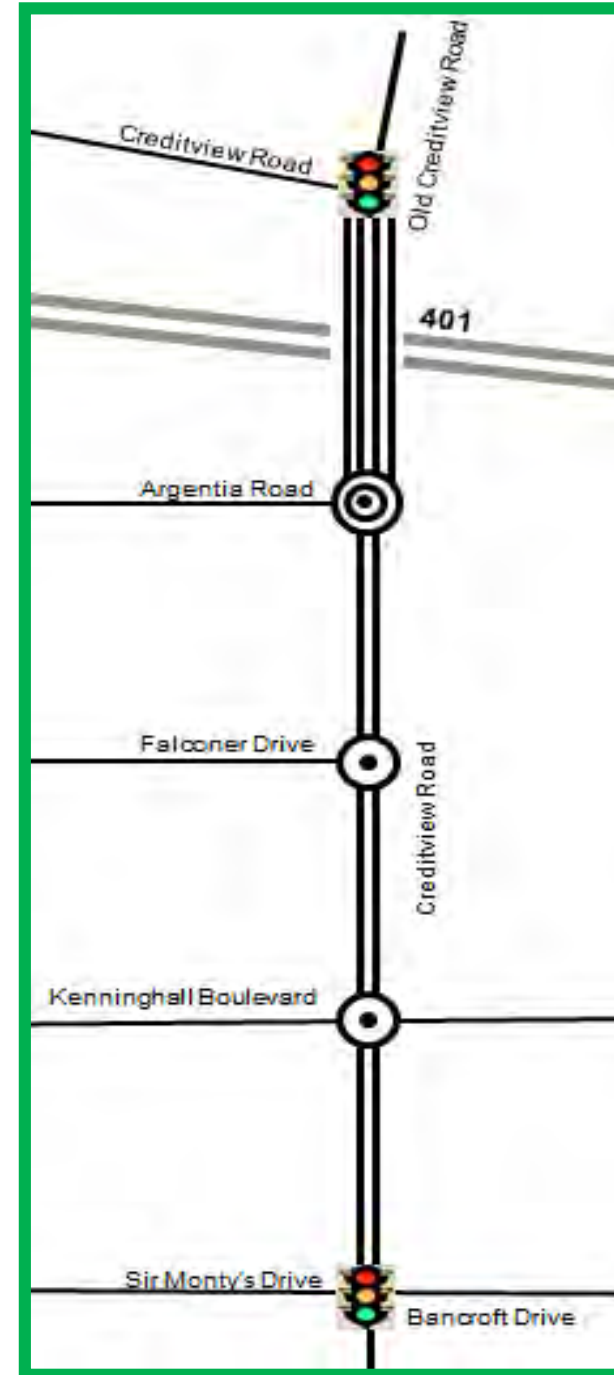 Old Creditview Road
Creditview Road
401
Argentia Road
Falconer Drive
Creditview Road
Kenninghall Boulevard
Sir Monty's Drive
Bancroft Drive